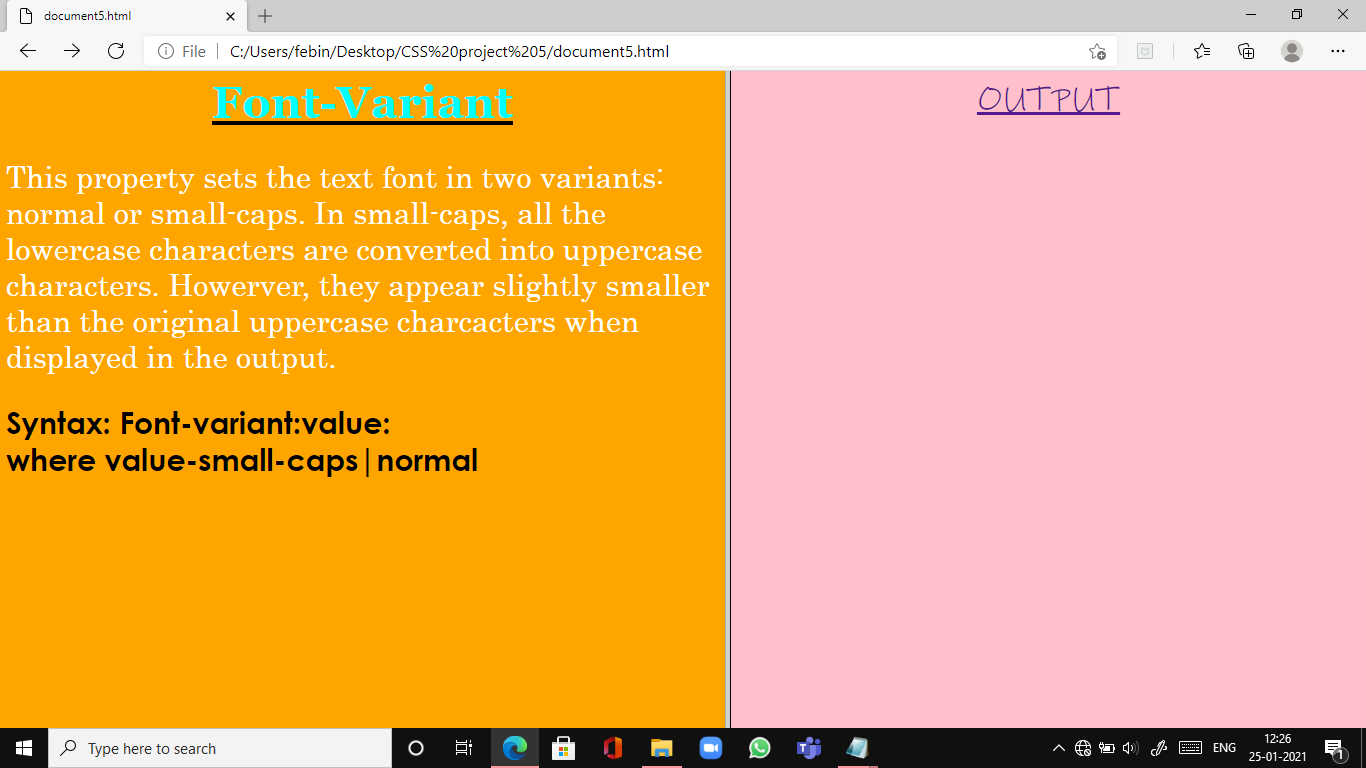 document5.html
File
C:/Users/febin/Desktop/CSS%20project%205/document5.html
Font-Variant
This property sets the text font in two variants:
normal or small-caps. In small-caps, all the
lowercase characters are converted into uppercase
characters. Howerver, they appear slightly smaller
than the original uppercase charcacters when
displayed in the output.
Syntax: Font-variant:value:
where value-small-caps|normal
OUTPUT
Type here to search
ENG
12:26
25-01-2021
1